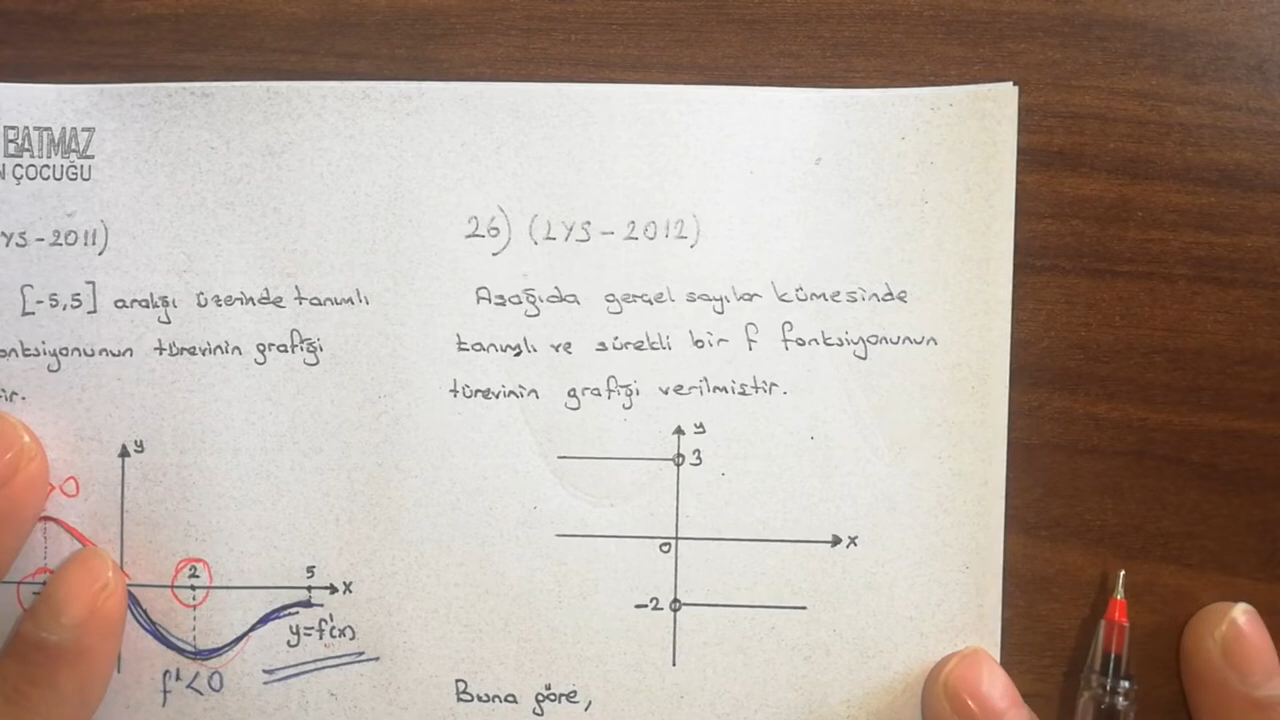 BATMAZ
N ÇOCUĞU
YS-2011)
[-5,5] aralığı üzerinde tanımlı
onksiyonunun türevinin grafiği
ir.
>0
y
2
5
x
y=f'(x)
f'<0
26) (LYS-2012)
Aşağıda gerçel sayılar kümesinde
tanımlı ve sürekli bir f fonksiyonunun
türevinin grafiği verilmiştir.
y
3
0
x
-2
Buna göre,